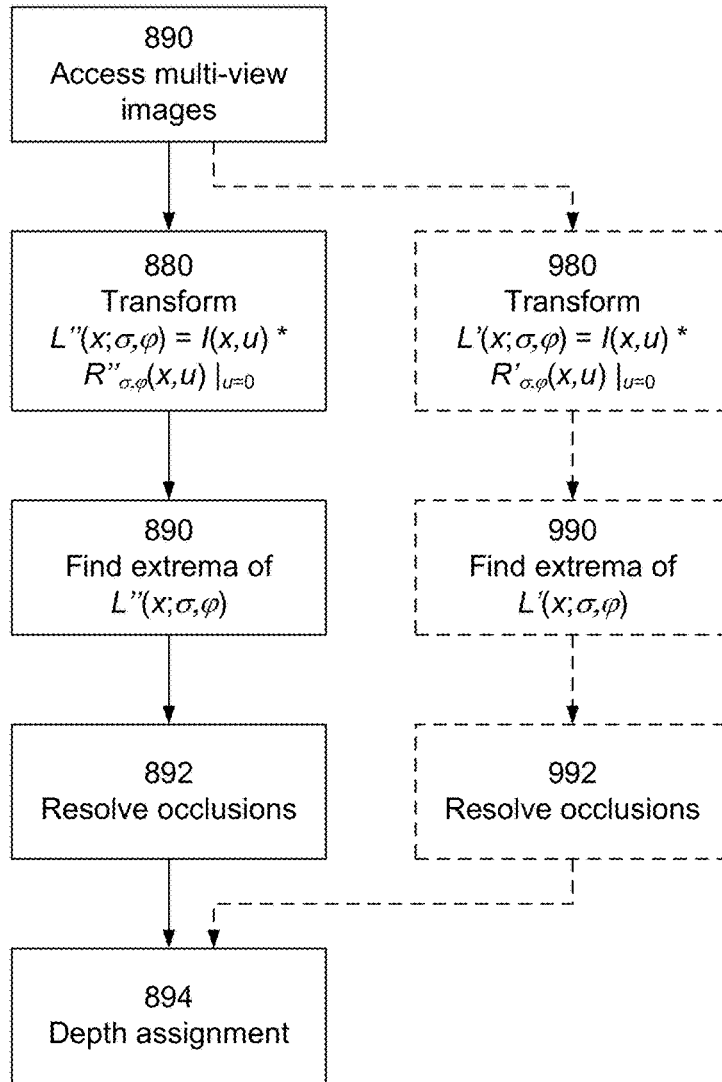 890
Access multi-view
images
880
Transform
L”(x;σ,φ) = I(x,u) *
R”σ,φ(x,u) |u=0
980
Transform
L’(x;σ,φ) = I(x,u) *
R’σ,φ(x,u) |u=0
890
Find extrema of
L”(x;σ,φ)
990
Find extrema of
L’(x;σ,φ)
892
Resolve occlusions
992
Resolve occlusions
894
Depth assignment